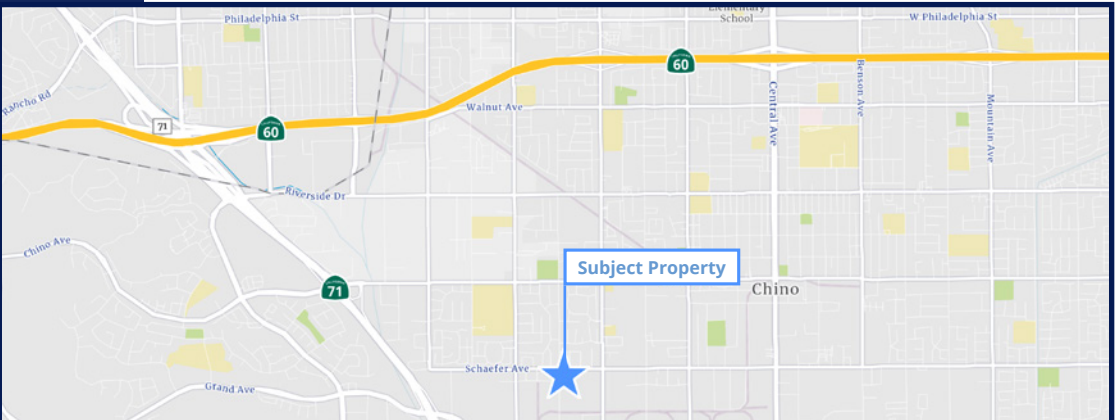 Philadelphia St
Elementary
School
W Philadelphia St
60
Rancho Rd
71
60
Walnut Ave
Central Ave
Benson Ave
Mountain Ave
Riverside Dr
Chino Ave
Subject Property
71
Chino
Schaefer Ave
Grand Ave